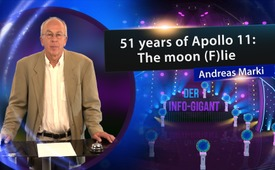 51 years of Apollo 11:
The moon (F)lie
Andreas Marki
DER
INFO-GIGANT